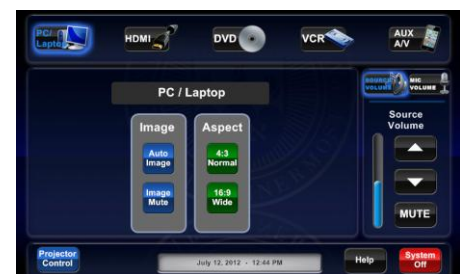 PC/
Laptop
HDMI
DVD
VCR
AUX
A/V
PC / Laptop
SOURCE
VOLUME
MIC
VOLUME
Image
Aspect
Auto
Image
4:3
Normal
Image
Mute
16:9
Wide
Source
Volume
MUTE
Projector
Control
July 12, 2012 - 12:44 PM
Help
System
Off